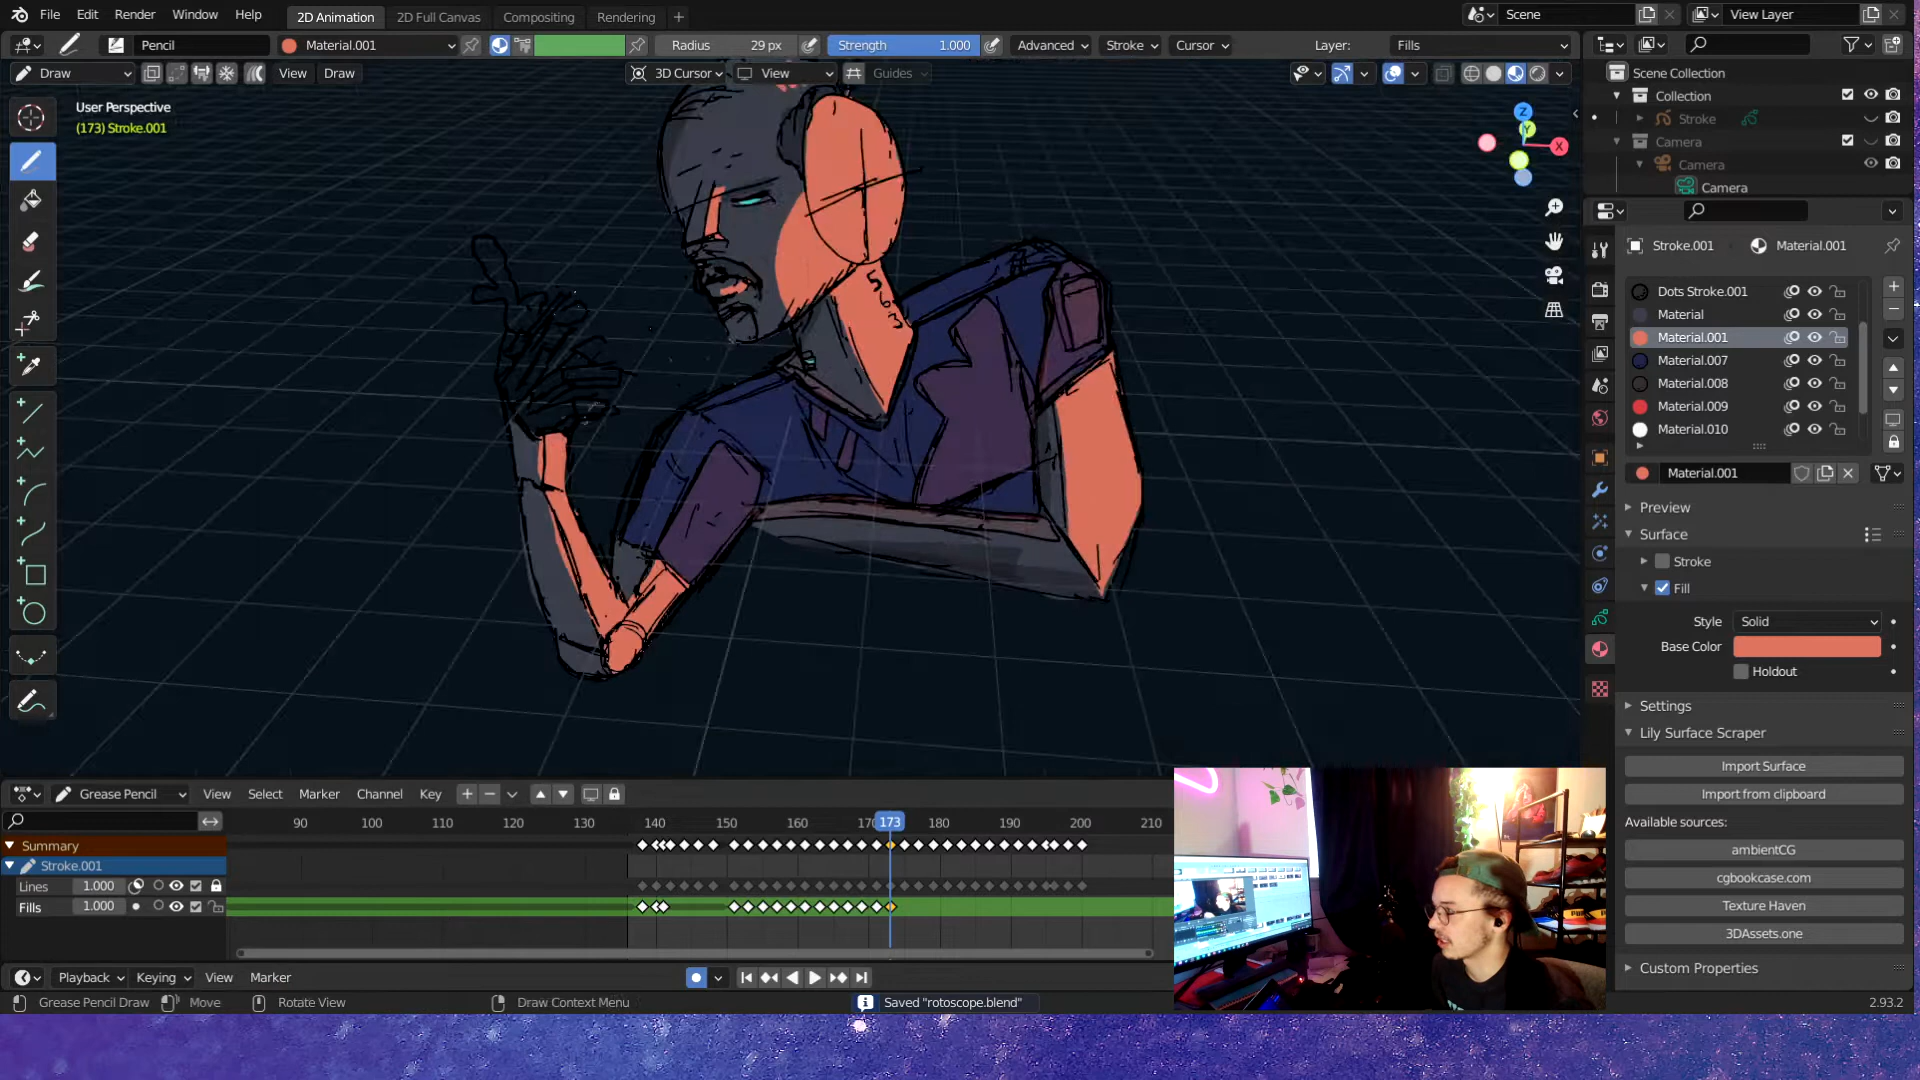 File Edit Render Window Help 2D Animation 2D Full Canvas Compositing Rendering + Scene View Layer
Pencil Material.001 Radius 29 px Strength 1.000 Advanced Stroke Cursor Layer: Fills
Draw View Draw 3D Cursor View Guides
User Perspective
(173) Stroke.001
Z
Y
X
5
6
3
Scene Collection
Collection
Stroke
Camera
Camera
Camera
Stroke.001 Material.001
Dots Stroke.001
Material
Material.001
Material.007
Material.008
Material.009
Material.010
Material.001
Preview
Surface
Stroke
Fill
Style Solid
Base Color
Holdout
Settings
Lily Surface Scraper
Import Surface
Import from clipboard
Available sources:
ambientCG
cgbookcase.com
Texture Haven
3DAssets.one
Custom Properties
Grease Pencil View Select Marker Channel Key
90 100 110 120 130 140 150 160 170 173 180 190 200 210
Summary
Stroke.001
Lines 1.000
Fills 1.000
Playback Keying View Marker
Grease Pencil Draw Move Rotate View Draw Context Menu Saved "rotoscope.blend" 2.93.2